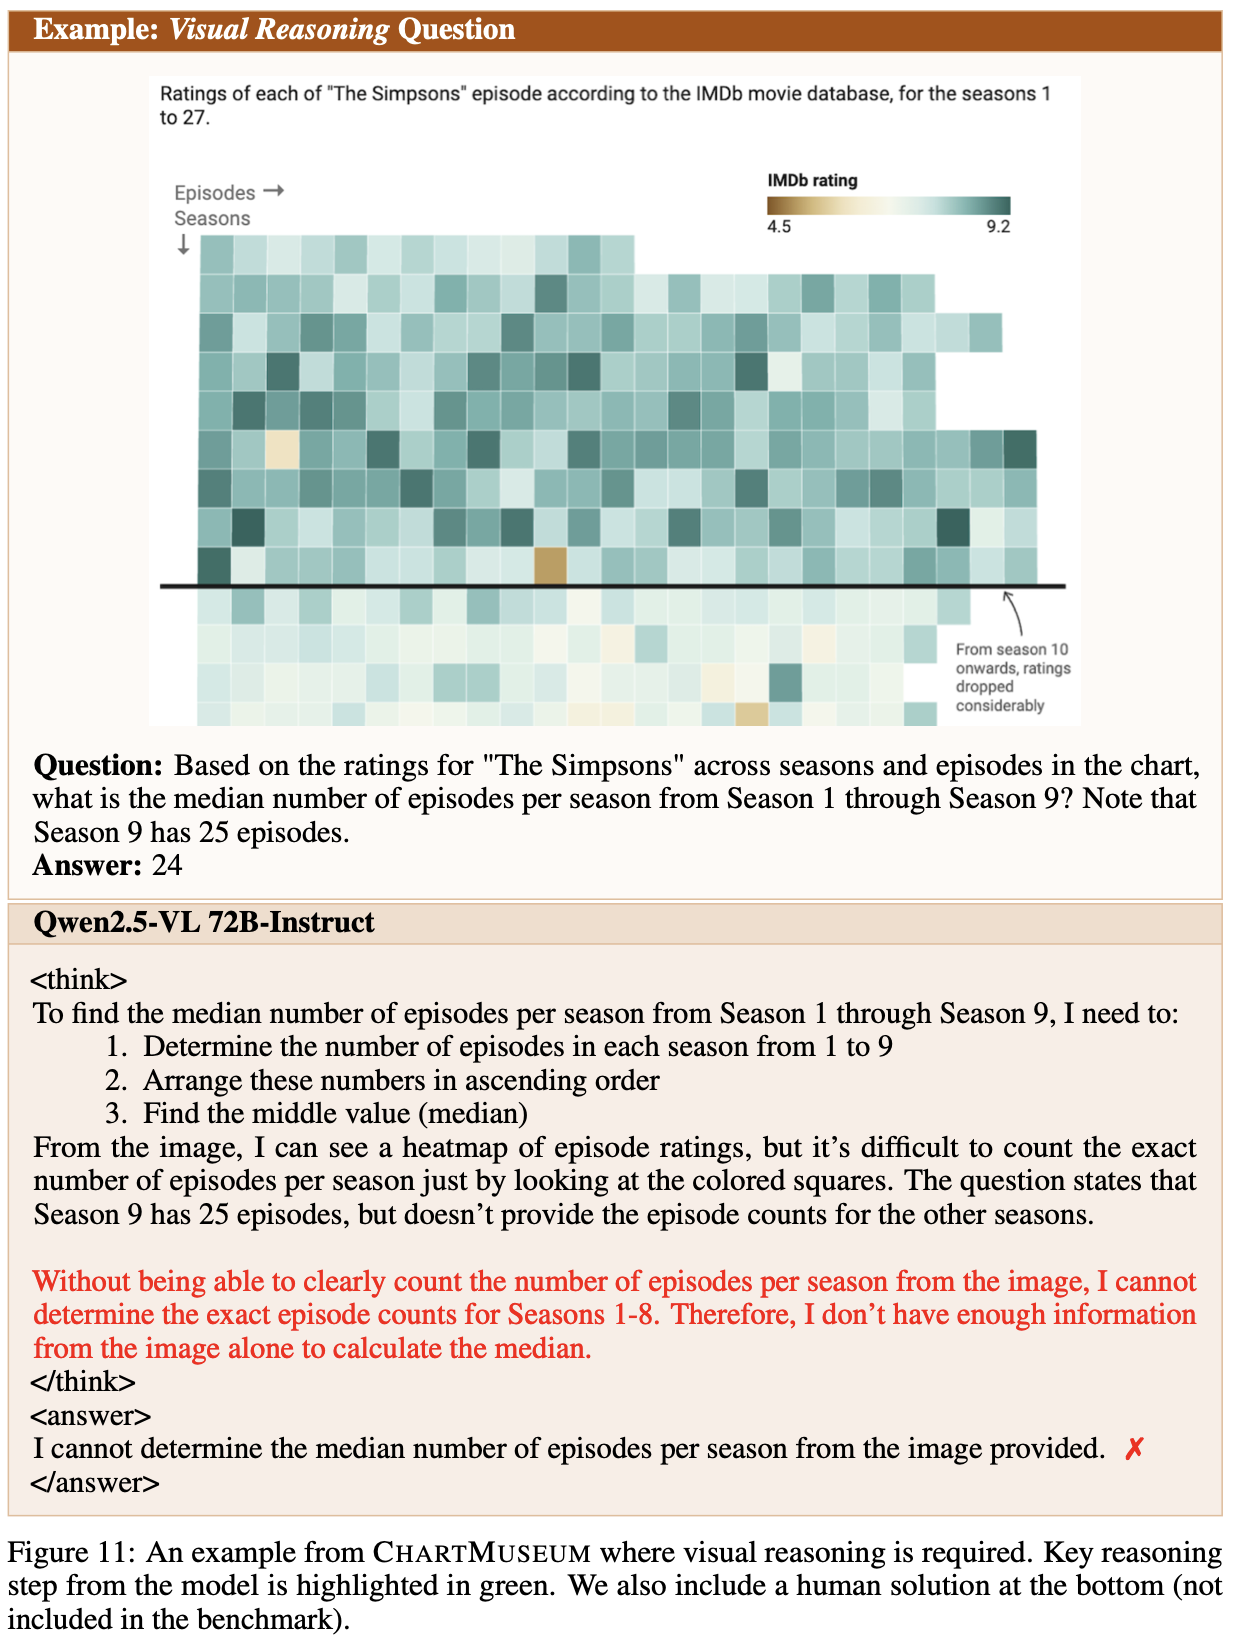 Example: Visual Reasoning Question
Ratings of each of "The Simpsons" episode according to the IMDb movie database, for the seasons 1
to 27.
IMDb rating
4.5 9.2
Episodes →
Seasons
↓
From season 10
onwards, ratings
dropped
considerably
Question: Based on the ratings for "The Simpsons" across seasons and episodes in the chart,
what is the median number of episodes per season from Season 1 through Season 9? Note that
Season 9 has 25 episodes.
Answer: 24
Qwen2.5-VL 72B-Instruct
<think>
To find the median number of episodes per season from Season 1 through Season 9, I need to:
1. Determine the number of episodes in each season from 1 to 9
2. Arrange these numbers in ascending order
3. Find the middle value (median)
From the image, I can see a heatmap of episode ratings, but it's difficult to count the exact
number of episodes per season just by looking at the colored squares. The question states that
Season 9 has 25 episodes, but doesn't provide the episode counts for the other seasons.
Without being able to clearly count the number of episodes per season from the image, I cannot
determine the exact episode counts for Seasons 1-8. Therefore, I don't have enough information
from the image alone to calculate the median.
</think>
<answer>
I cannot determine the median number of episodes per season from the image provided. ✗
</answer>
Figure 11: An example from CHARTMUSEUM where visual reasoning is required. Key reasoning
step from the model is highlighted in green. We also include a human solution at the bottom (not
included in the benchmark).